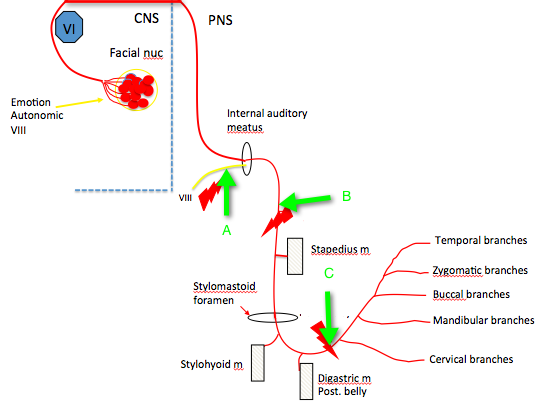 CNS
PNS
VI
Facial nuc
Emotion
Autonomic
VIII
Internal auditory
meatus
VIII
A
B
Stapedius m
C
Stylomastoid
foramen
Temporal branches
Zygomatic branches
Buccal branches
Mandibular branches
Cervical branches
Stylohyoid m
Digastric m
Post. belly